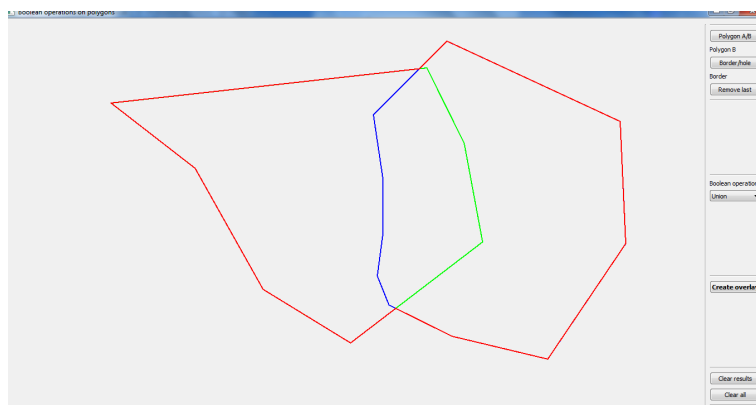 Boolean operations on polygons
Polygon A/B
Polygon B
Border/hole
Border
Remove last
Boolean operation
Union
Create overla
Clear results
Clear all